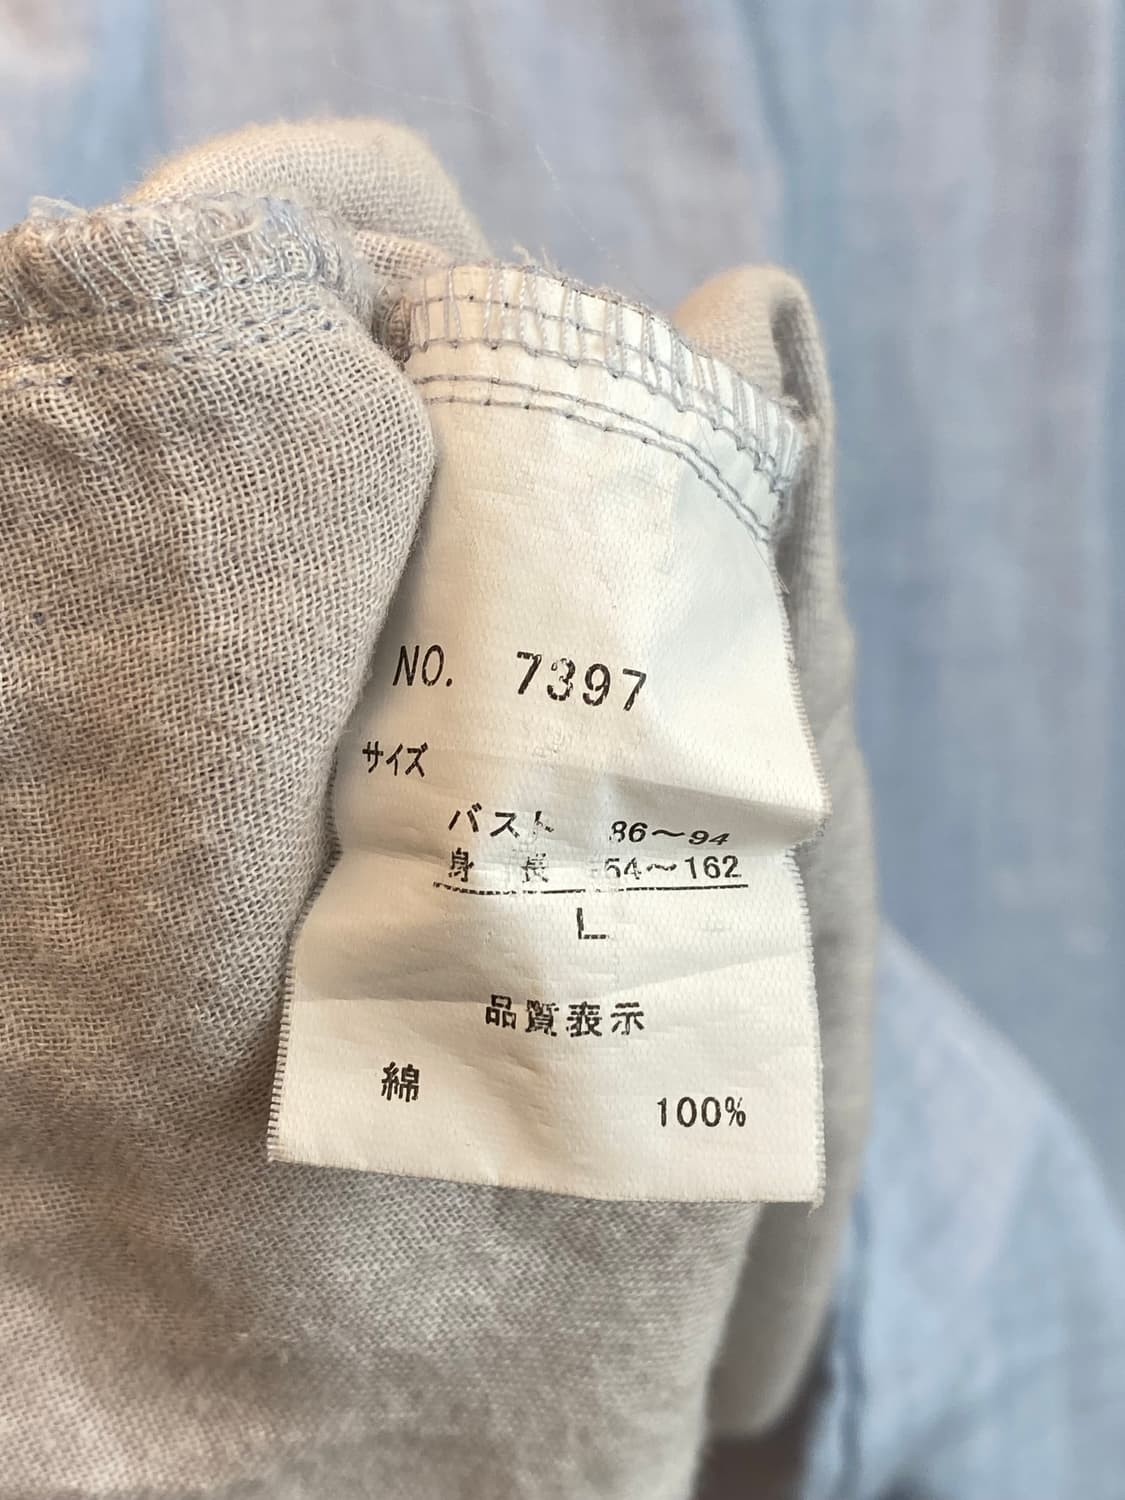 NO. 7397
サイズ
バスト 86～94
身長 154～162
L
品質表示
綿 100%